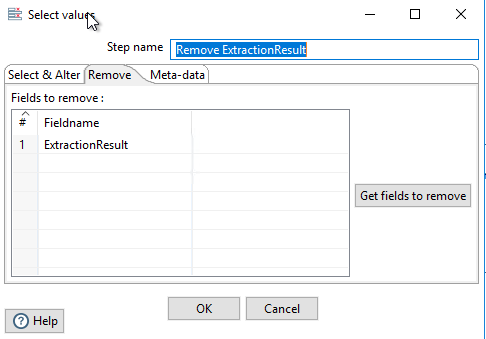 Select values
Step name Remove ExtractionResult
Select & Alter Remove Meta-data
Fields to remove :
# Fieldname
1 ExtractionResult
Get fields to remove
OK Cancel
Help